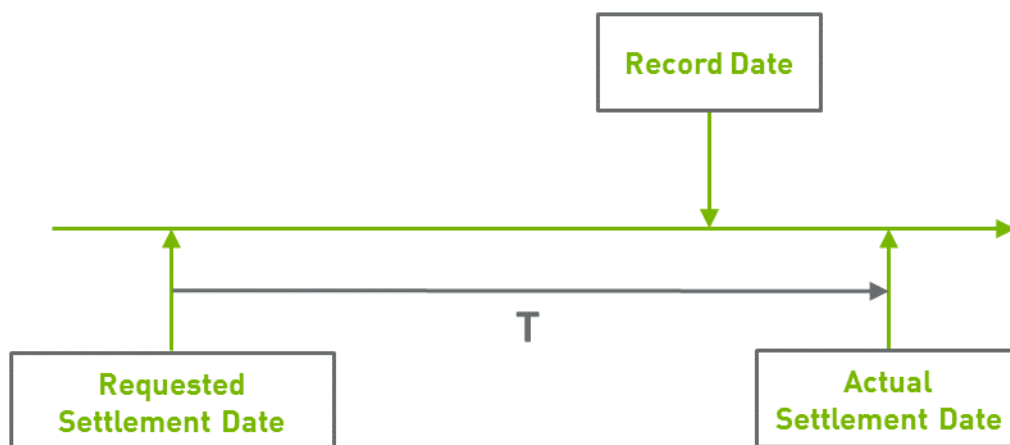 Record Date
T
Requested
Settlement Date
Actual
Settlement Date